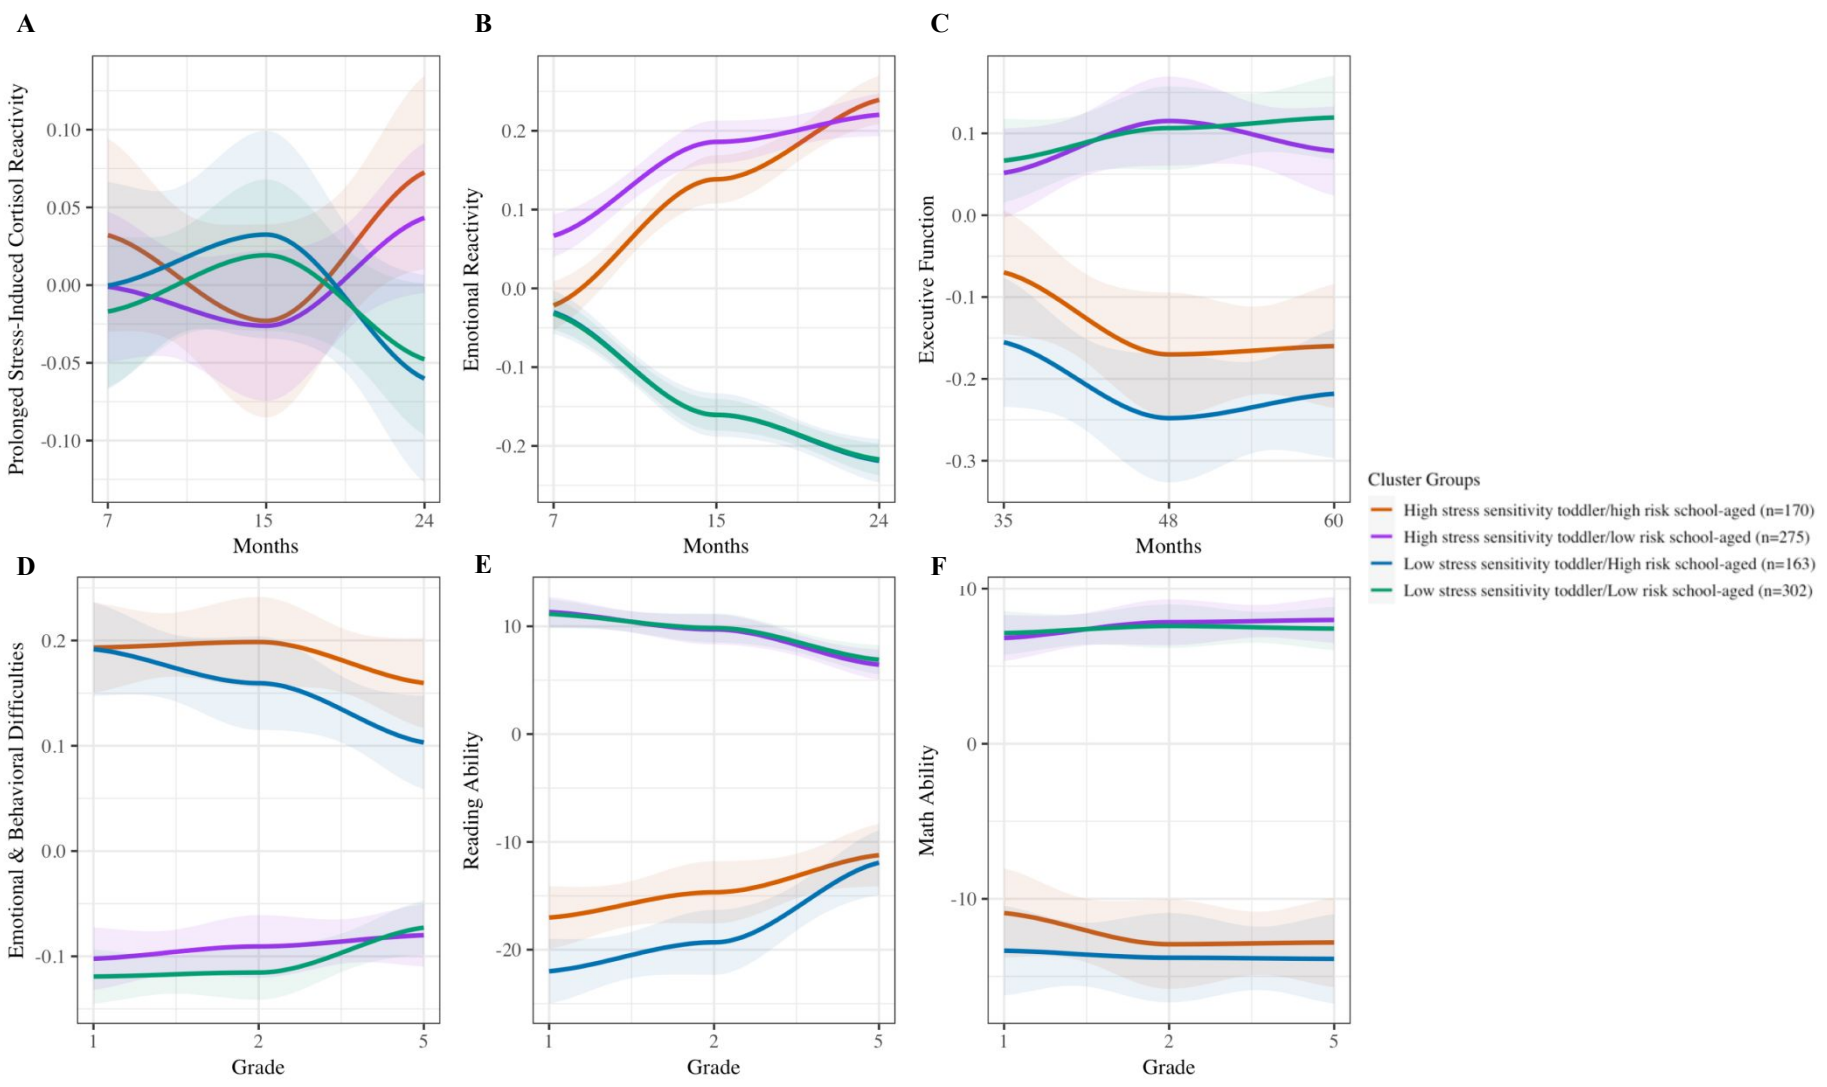 A
B
C
Prolonged Stress-Induced Cortisol Reactivity
0.10
0.05
0.00
-0.05
-0.10
7
15
24
Months
Emotional Reactivity
0.2
0.1
0.0
-0.1
-0.2
7
15
24
Months
Executive Function
0.1
0.0
-0.1
-0.2
-0.3
35
48
60
Months
Cluster Groups
High stress sensitivity toddler/high risk school-aged (n=170)
High stress sensitivity toddler/low risk school-aged (n=275)
Low stress sensitivity toddler/High risk school-aged (n=163)
Low stress sensitivity toddler/Low risk school-aged (n=302)
D
E
F
Emotional & Behavioral Difficulties
0.2
0.1
0.0
-0.1
1
2
5
Grade
Reading Ability
10
0
-10
-20
1
2
5
Grade
Math Ability
10
0
-10
1
2
5
Grade